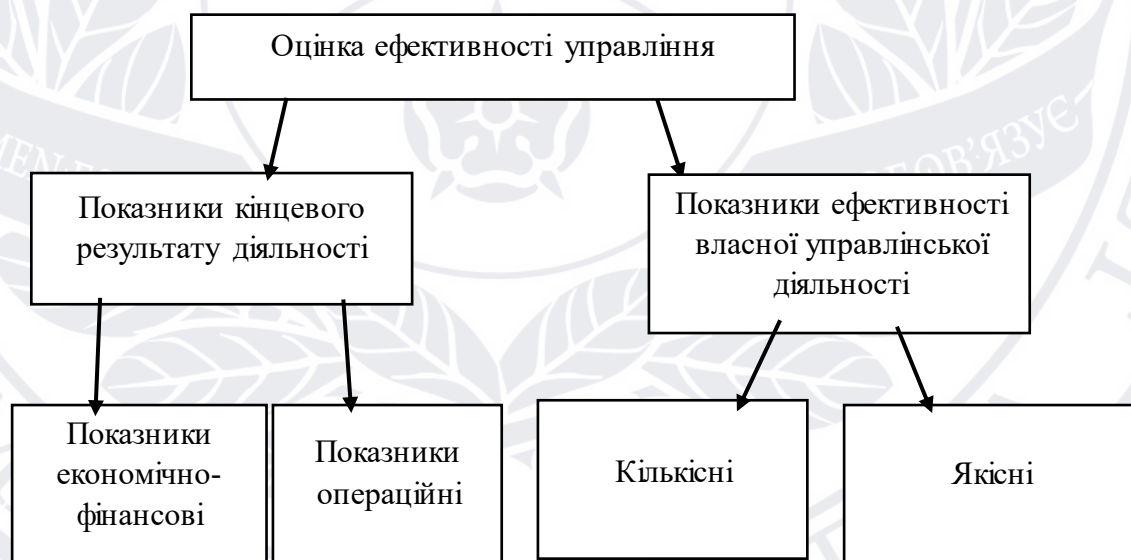 Оцінка ефективності управління
Показники кінцевого
результату діяльності
Показники ефективності
власної управлінської
діяльності
Показники
економічно-
фінансові
Показники
операційні
Кількісні
Якісні